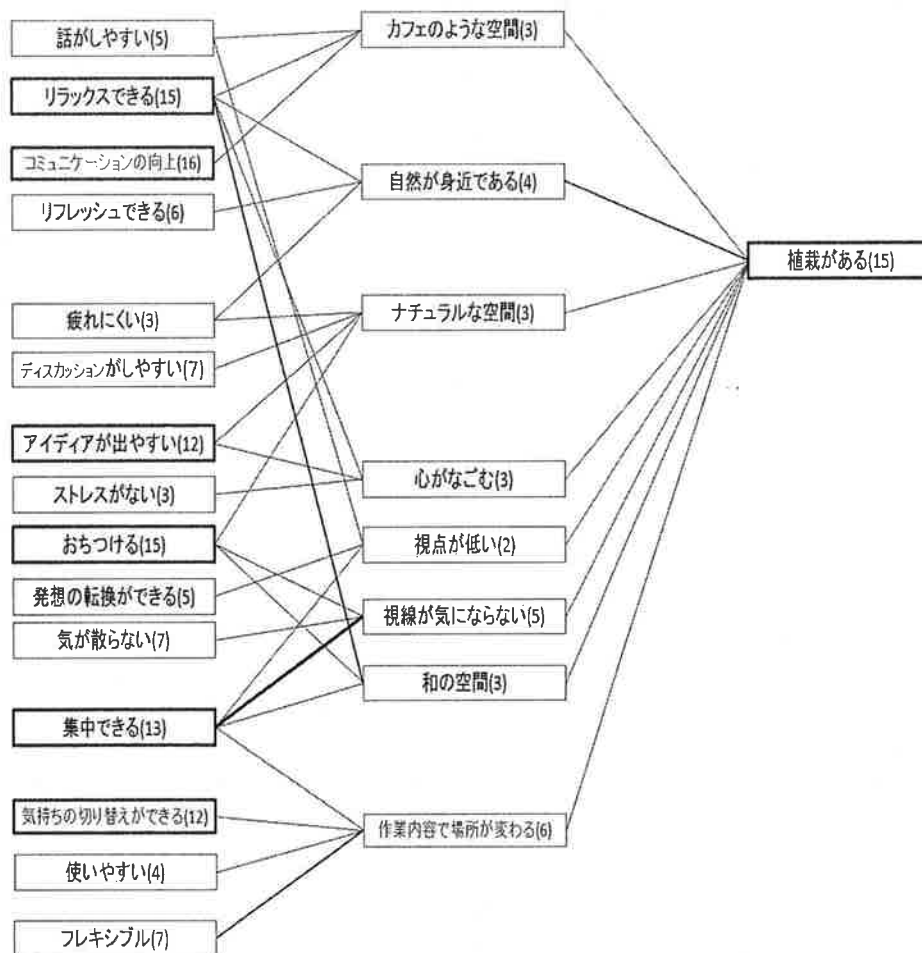 話がしやすい(5)
リラックスできる(15)
コミュニケーションの向上(16)
リフレッシュできる(6)
疲れにくい(3)
ディスカッションがしやすい(7)
アイディアが出やすい(12)
ストレスがない(3)
おちつける(15)
発想の転換ができる(5)
気が散らない(7)
集中できる(13)
気持ちの切り替えができる(12)
使いやすい(4)
フレキシブル(7)
カフェのような空間(3)
自然が身近である(4)
ナチュラルな空間(3)
心がなごむ(3)
視点が低い(2)
視線が気にならない(5)
和の空間(3)
作業内容で場所が変わる(6)
植栽がある(15)